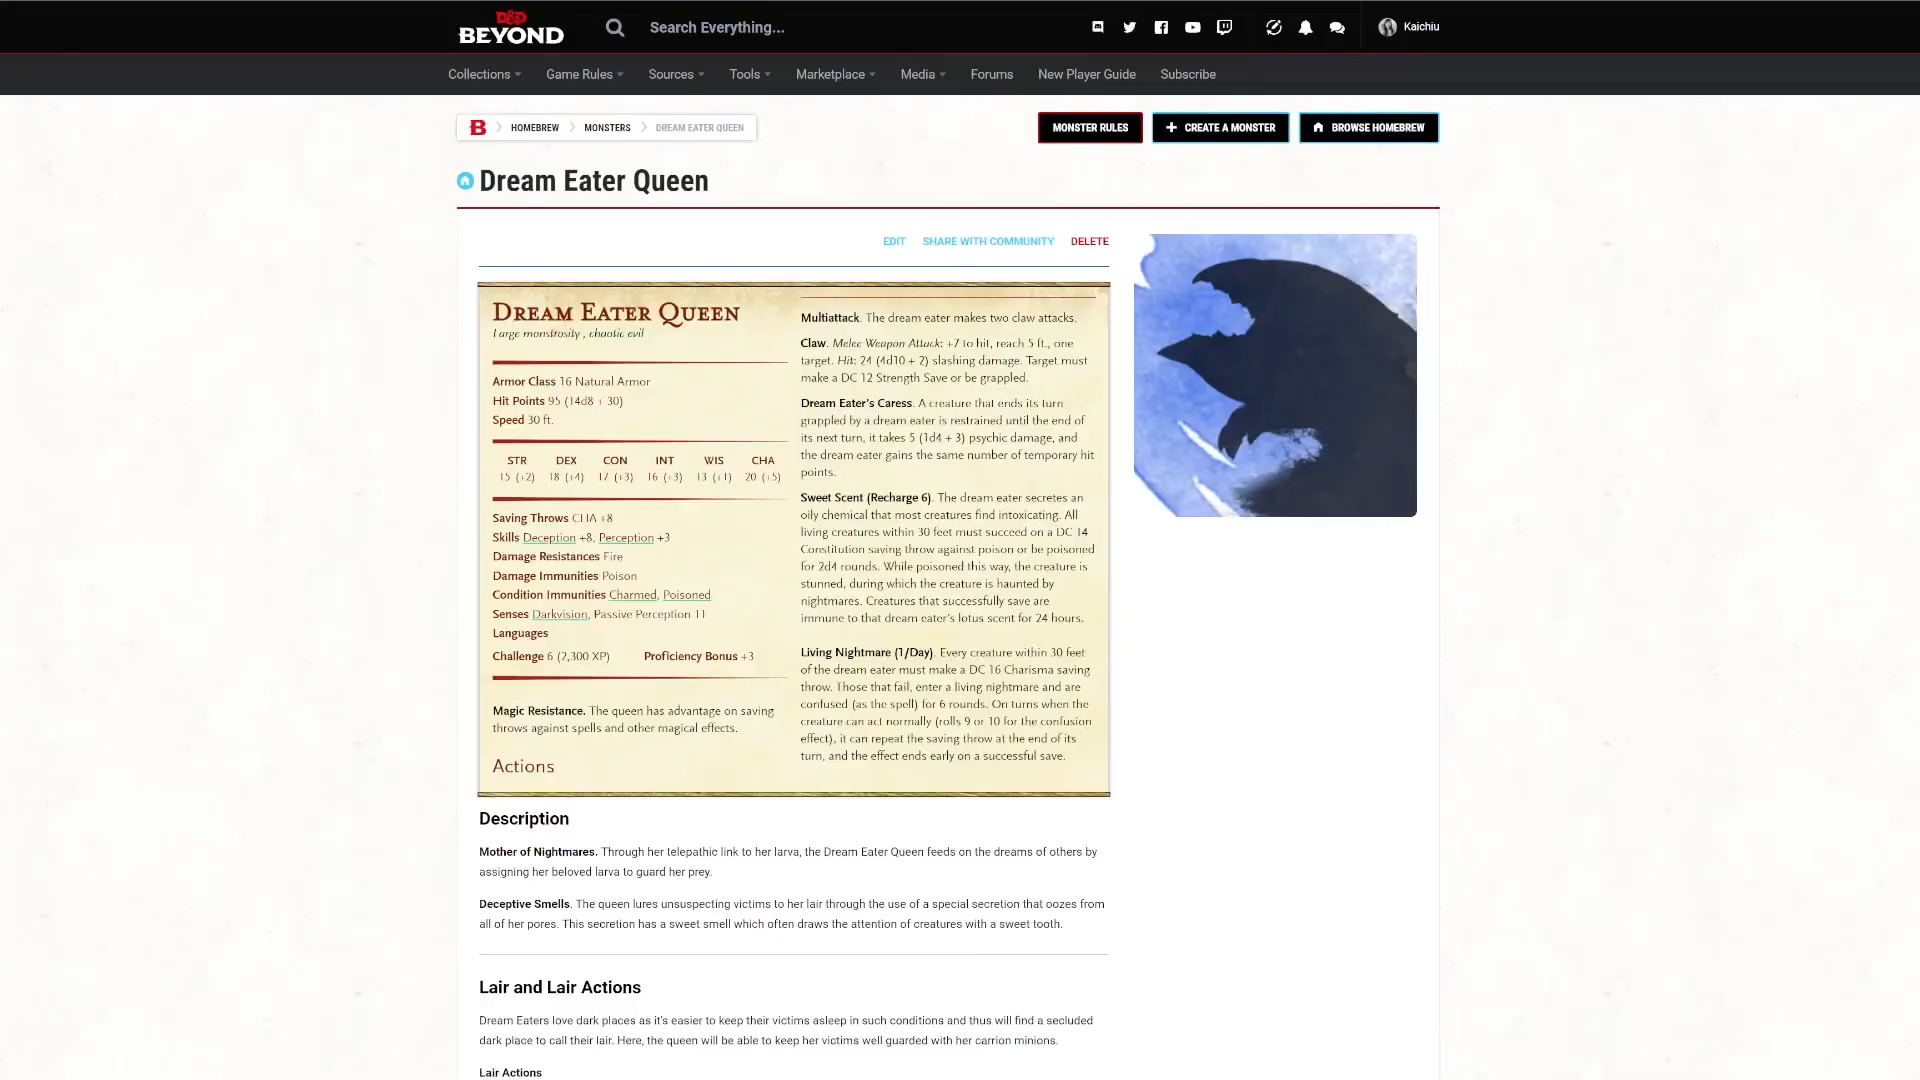 D&D
BEYOND
Search Everything...
Kaichiu
Collections
Game Rules
Sources
Tools
Marketplace
Media
Forums
New Player Guide
Subscribe
B
HOMEBREW
MONSTERS
DREAM EATER QUEEN
MONSTER RULES
CREATE A MONSTER
BROWSE HOMEBREW
Dream Eater Queen
EDIT
SHARE WITH COMMUNITY
DELETE
Dream Eater Queen
Large monstrosity , chaotic evil
Armor Class 16 Natural Armor
Hit Points 95 (14d8 + 30)
Speed 30 ft.
STR DEX CON INT WIS CHA
15 (+2) 18 (+4) 17 (+3) 16 (+3) 13 (+1) 20 (+5)
Saving Throws CHA +8
Skills Deception +8, Perception +3
Damage Resistances Fire
Damage Immunities Poison
Condition Immunities Charmed, Poisoned
Senses Darkvision, Passive Perception 11
Languages
Challenge 6 (2,300 XP) Proficiency Bonus +3
Magic Resistance. The queen has advantage on saving
throws against spells and other magical effects.
Actions
Multiattack. The dream eater makes two claw attacks.
Claw. Melee Weapon Attack: +7 to hit, reach 5 ft., one
target. Hit: 24 (4d10 + 2) slashing damage. Target must
make a DC 12 Strength Save or be grappled.
Dream Eater's Caress. A creature that ends its turn
grappled by a dream eater is restrained until the end of
its next turn, it takes 5 (1d4 + 3) psychic damage, and
the dream eater gains the same number of temporary hit
points.
Sweet Scent (Recharge 6). The dream eater secretes an
oily chemical that most creatures find intoxicating. All
living creatures within 30 feet must succeed on a DC 14
Constitution saving throw against poison or be poisoned
for 2d4 rounds. While poisoned this way, the creature is
stunned, during which the creature is haunted by
nightmares. Creatures that successfully save are
immune to that dream eater's lotus scent for 24 hours.
Living Nightmare (1/Day). Every creature within 30 feet
of the dream eater must make a DC 16 Charisma saving
throw. Those that fail, enter a living nightmare and are
confused (as the spell) for 6 rounds. On turns when the
creature can act normally (rolls 9 or 10 for the confusion
effect), it can repeat the saving throw at the end of its
turn, and the effect ends early on a successful save.
Description
Mother of Nightmares. Through her telepathic link to her larva, the Dream Eater Queen feeds on the dreams of others by
assigning her beloved larva to guard her prey.
Deceptive Smells. The queen lures unsuspecting victims to her lair through the use of a special secretion that oozes from
all of her pores. This secretion has a sweet smell which often draws the attention of creatures with a sweet tooth.
Lair and Lair Actions
Dream Eaters love dark places as it's easier to keep their victims asleep in such conditions and thus will find a secluded
dark place to call their lair. Here, the queen will be able to keep her victims well guarded with her carrion minions.
Lair Actions